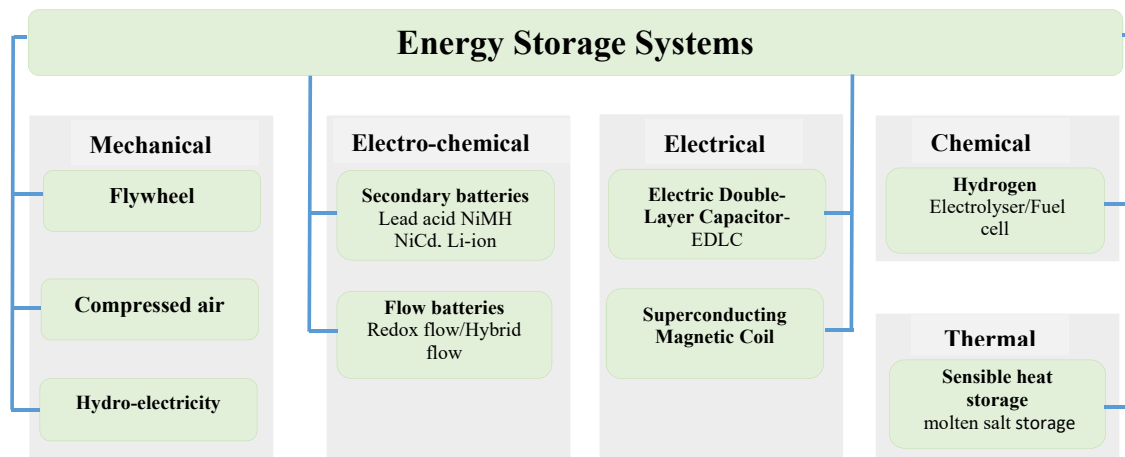 Energy Storage Systems
Mechanical
Flywheel
Compressed air
Hydro-electricity
Electro-chemical
Secondary batteries
Lead acid NiMH
NiCd. Li-ion
Flow batteries
Redox flow/Hybrid
flow
Electrical
Electric Double-
Layer Capacitor-
EDLC
Superconducting
Magnetic Coil
Chemical
Hydrogen
Electrolyser/Fuel
cell
Thermal
Sensible heat
storage
molten salt storage